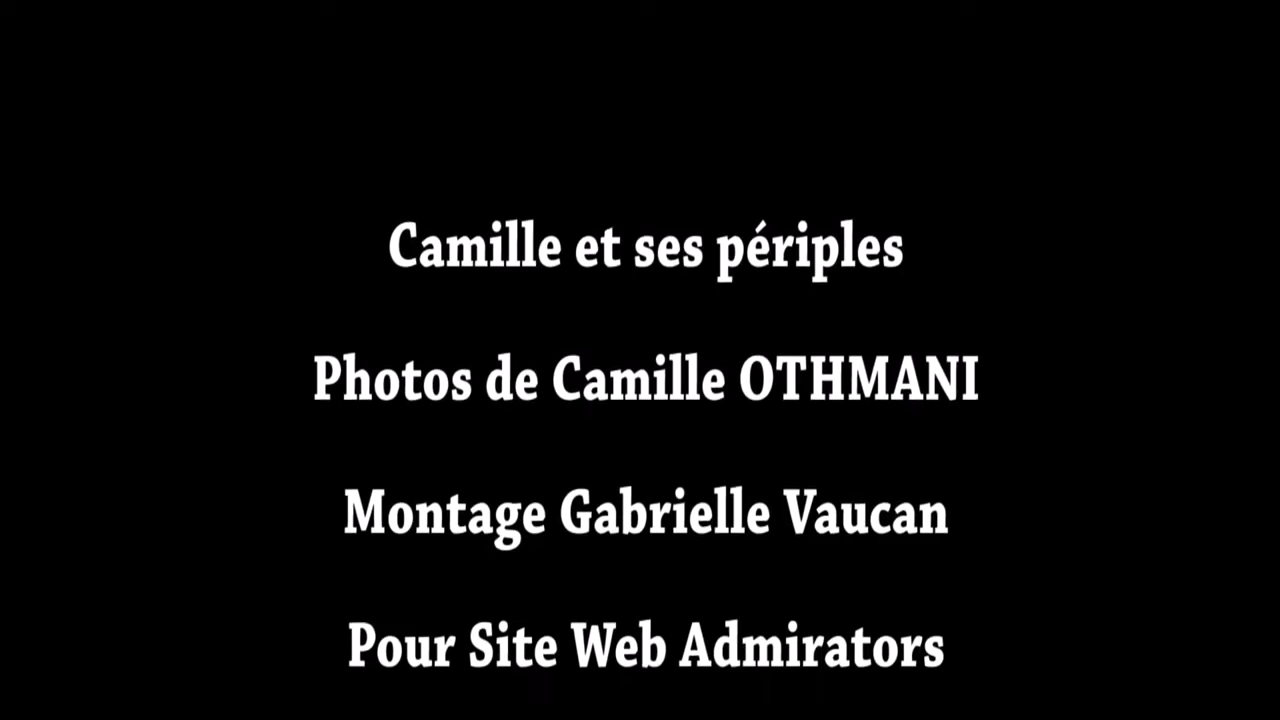 Camille et ses périples
Photos de Camille OTHMANI
Montage Gabrielle Vaucan
Pour Site Web Admirators